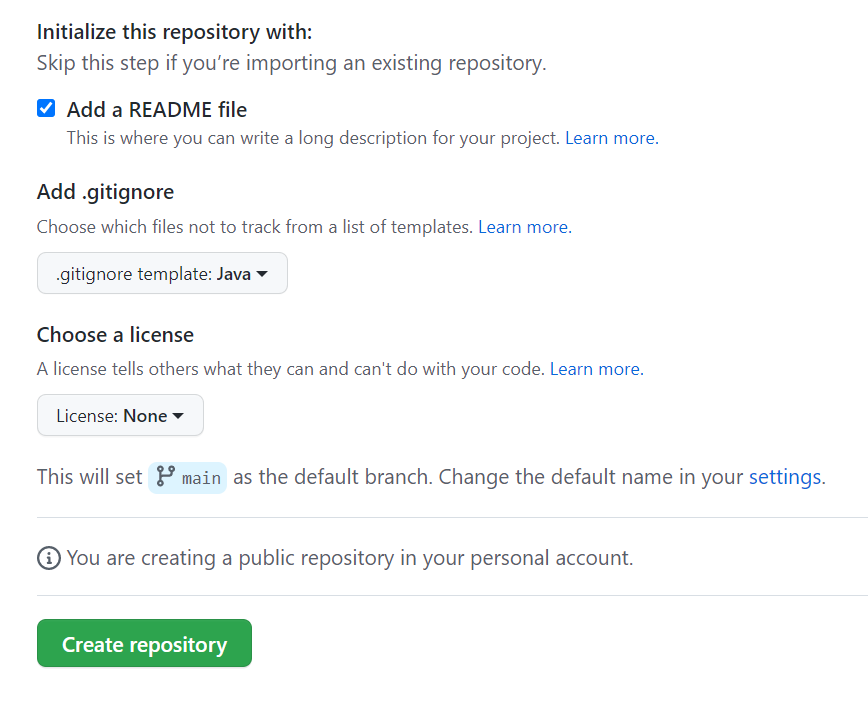 Initialize this repository with:
Skip this step if you’re importing an existing repository.
Add a README file
This is where you can write a long description for your project. Learn more.
Add .gitignore
Choose which files not to track from a list of templates. Learn more.
.gitignore template: Java
Choose a license
A license tells others what they can and can't do with your code. Learn more.
License: None
This will set main as the default branch. Change the default name in your settings.
You are creating a public repository in your personal account.
Create repository